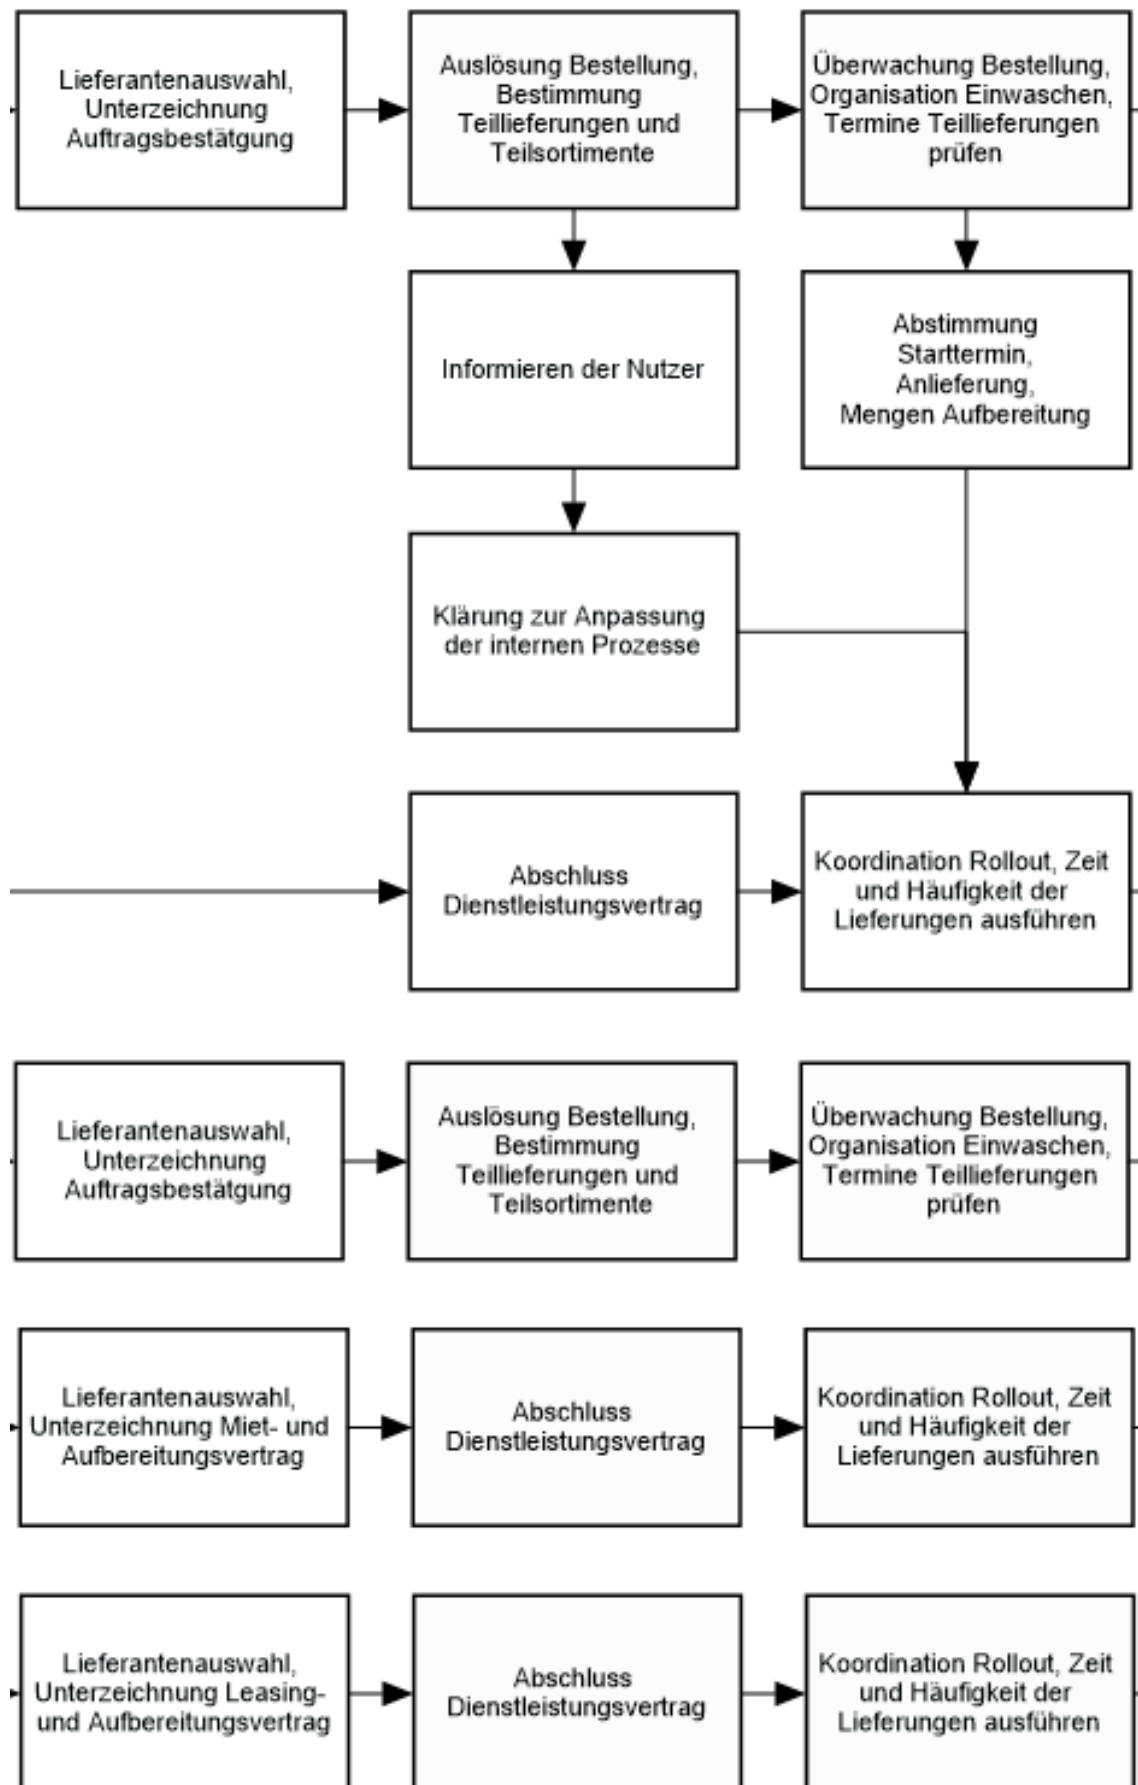 Lieferantenauswahl,
Unterzeichnung
Auftragsbestätgung
Auslösung Bestellung,
Bestimmung
Teillieferungen und
Teilsortimente
Überwachung Bestellung,
Organisation Einwaschen,
Termine Teillieferungen
prüfen
Informieren der Nutzer
Abstimmung
Starttermin,
Anlieferung,
Mengen Aufbereitung
Klärung zur Anpassung
der internen Prozesse
Abschluss
Dienstleistungsvertrag
Koordination Rollout, Zeit
und Häufigkeit der
Lieferungen ausführen
Lieferantenauswahl,
Unterzeichnung
Auftragsbestätgung
Auslösung Bestellung,
Bestimmung
Teillieferungen und
Teilsortimente
Überwachung Bestellung,
Organisation Einwaschen,
Termine Teillieferungen
prüfen
Lieferantenauswahl,
Unterzeichnung Miet- und
Aufbereitungsvertrag
Abschluss
Dienstleistungsvertrag
Koordination Rollout, Zeit
und Häufigkeit der
Lieferungen ausführen
Lieferantenauswahl,
Unterzeichnung Leasing-
und Aufbereitungsvertrag
Abschluss
Dienstleistungsvertrag
Koordination Rollout, Zeit
und Häufigkeit der
Lieferungen ausführen